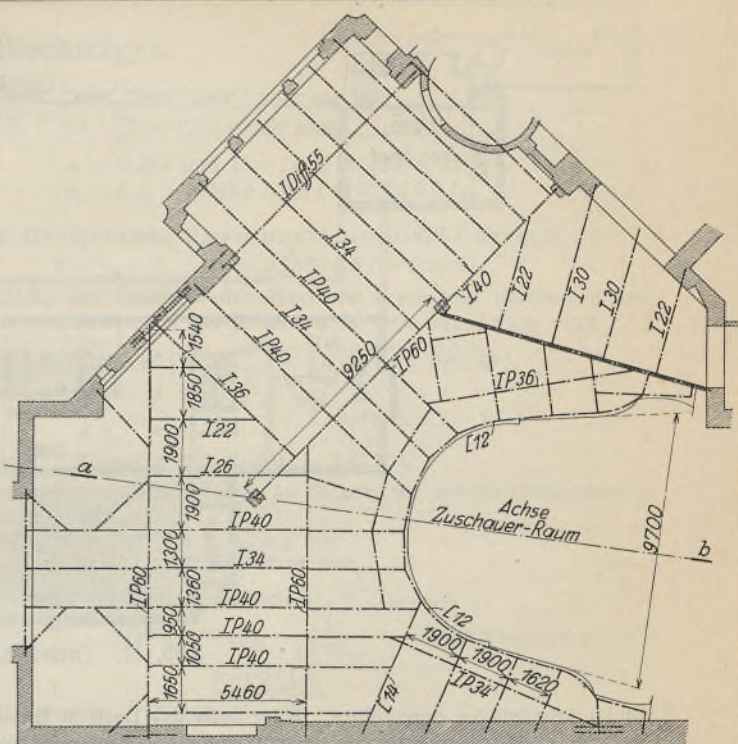 IDiff55
I34
IP40
I34
IP40
I40
I22
I30
I30
I22
1540
1850
1900
1900
1300
1360
950
1050
1650
I36
9250
IP60
IP36
I22
I26
[12
a
IP40
Achse
Zuschauer-Raum
b
9700
I34
IP60
IP60
IP40
[12
IP40
1900
1900
1620
IP40
IP34
[14
5460